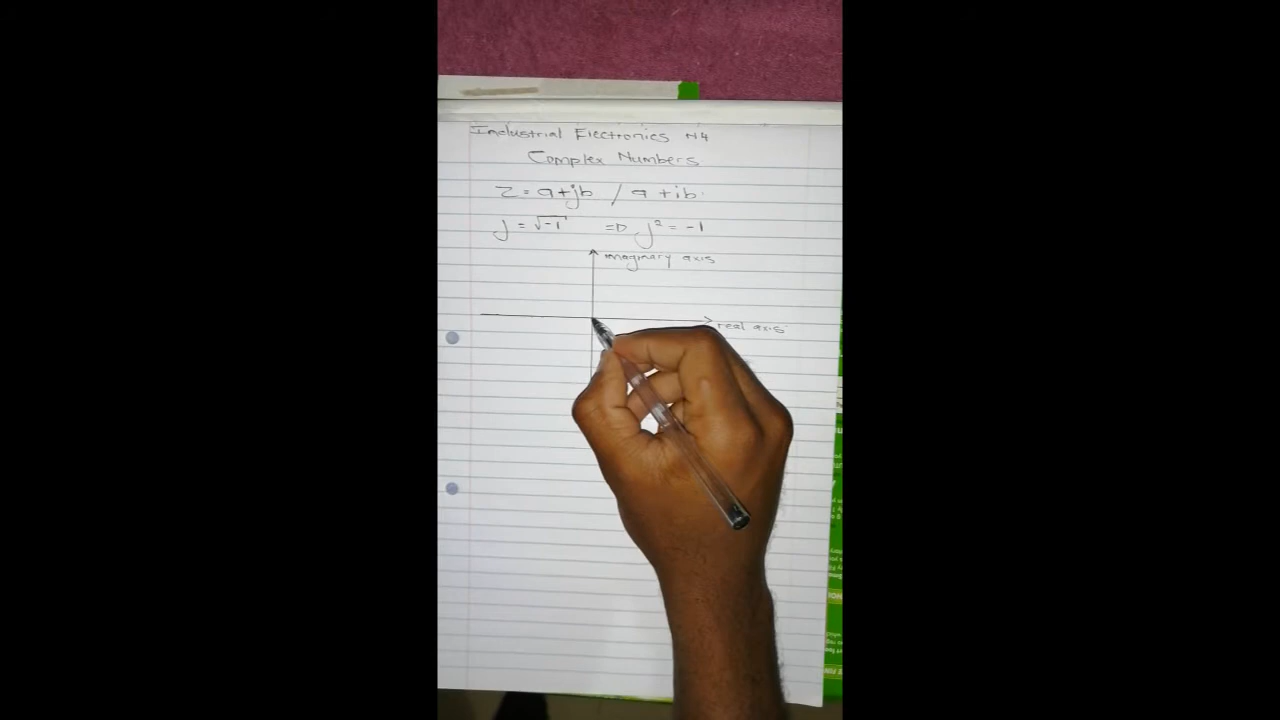 Industrial Electronics N4
Complex Numbers
Z = a+jb / a +ib
j = √-1 => j² = -1
imaginary axis
real axis